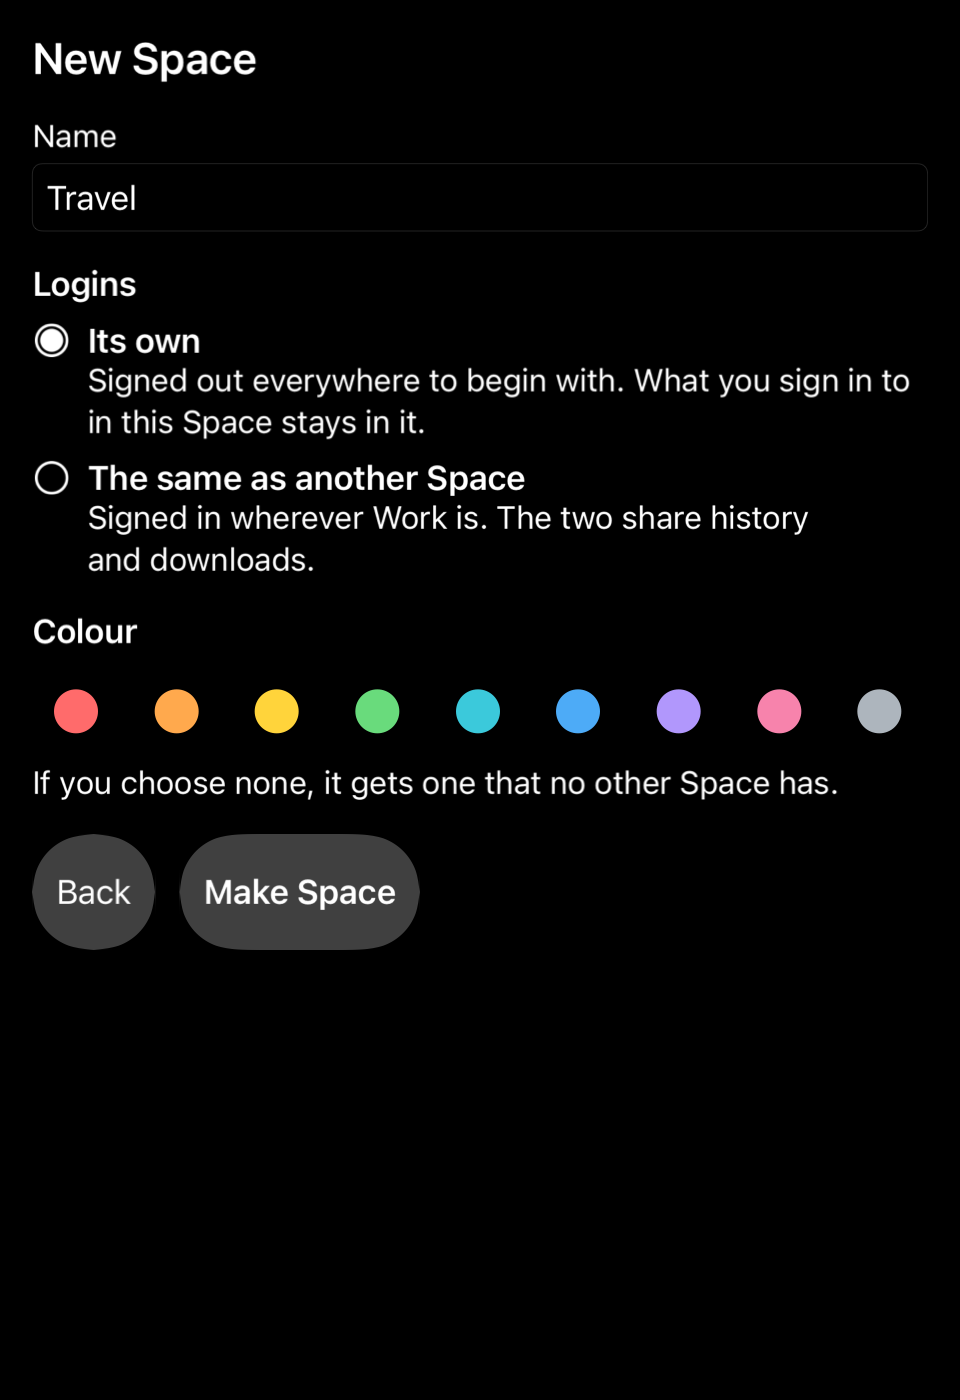 New Space
Name
Travel
Logins
Its own
Signed out everywhere to begin with. What you sign in to
in this Space stays in it.
The same as another Space
Signed in wherever Work is. The two share history
and downloads.
Colour
If you choose none, it gets one that no other Space has.
Back
Make Space